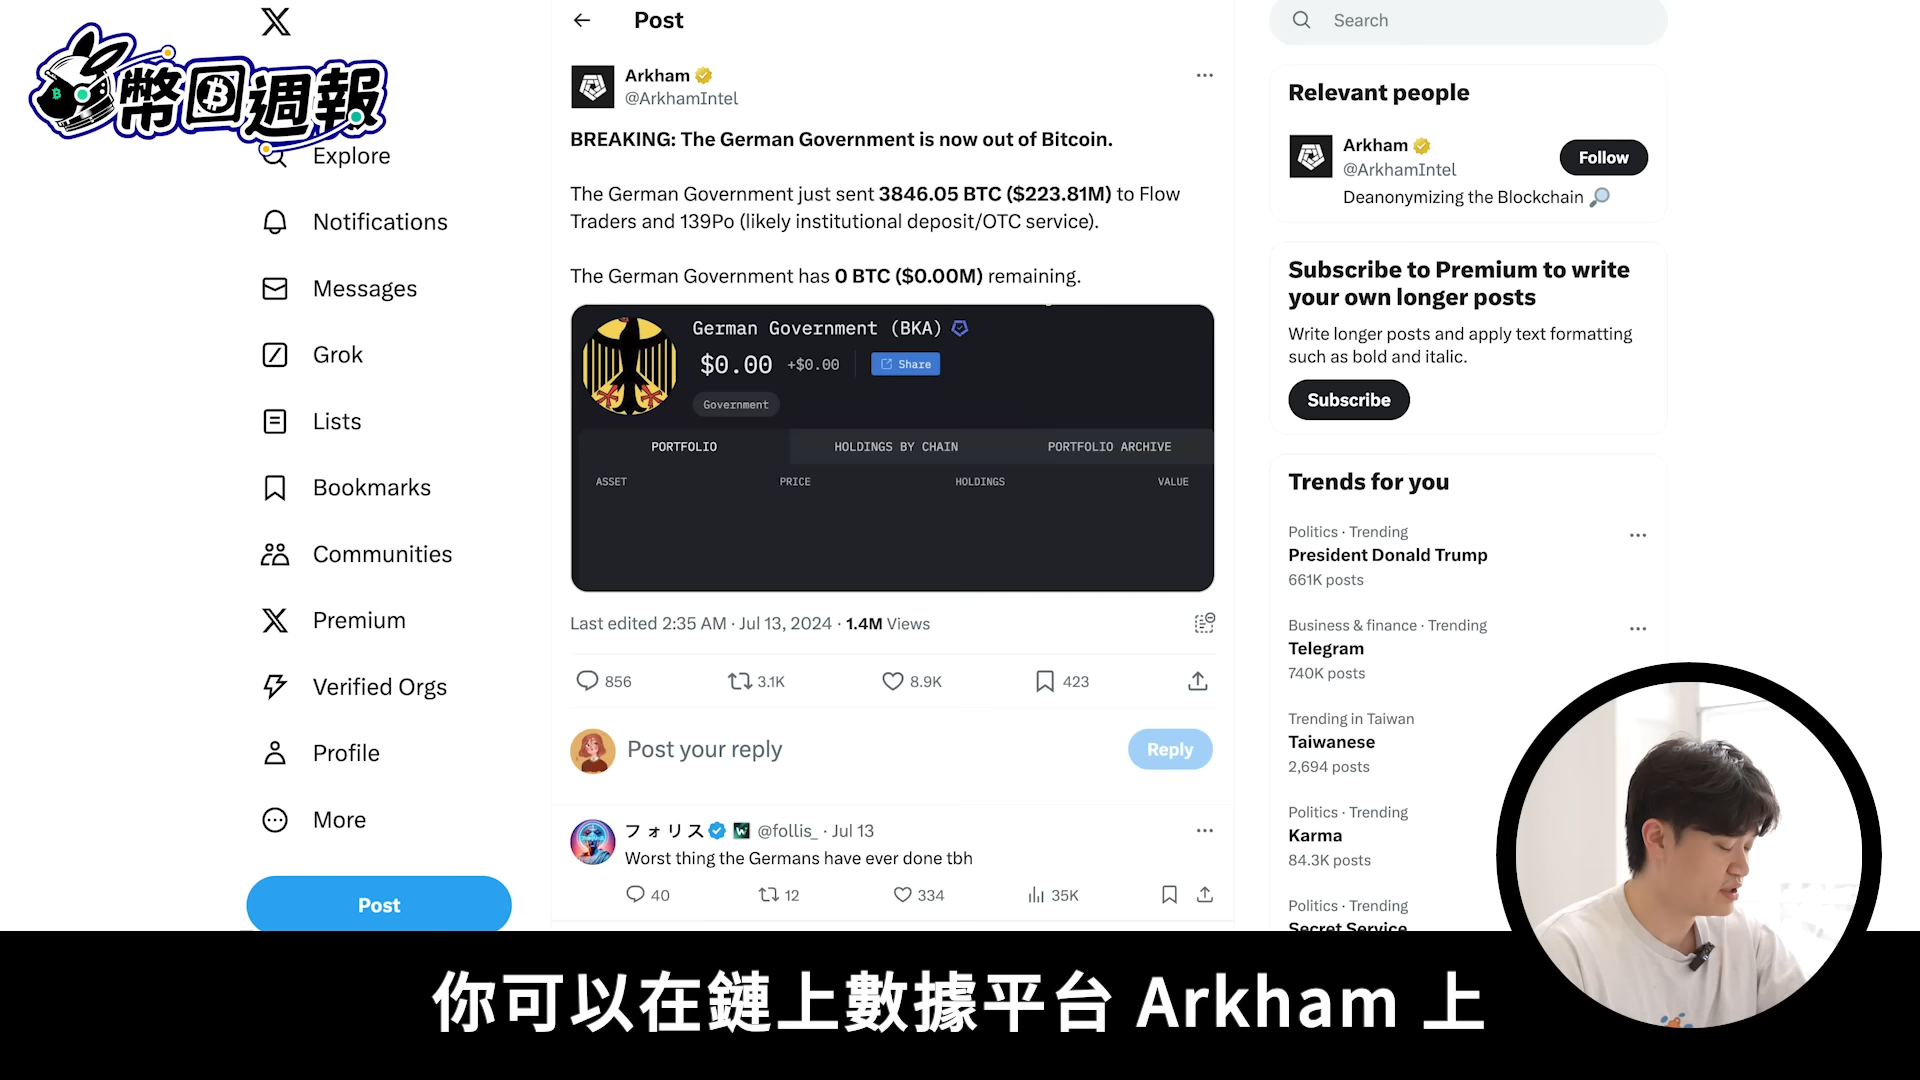 幣圈週報
Explore
Notifications
Messages
Grok
Lists
Bookmarks
Communities
Premium
Verified Orgs
Profile
More
Post
Post
Arkham
@ArkhamIntel
BREAKING: The German Government is now out of Bitcoin.
The German Government just sent 3846.05 BTC ($223.81M) to Flow
Traders and 139Po (likely institutional deposit/OTC service).
The German Government has 0 BTC ($0.00M) remaining.
German Government (BKA)
$0.00 +$0.00 Share
Government
PORTFOLIO HOLDINGS BY CHAIN PORTFOLIO ARCHIVE
ASSET PRICE HOLDINGS VALUE
Last edited 2:35 AM · Jul 13, 2024 · 1.4M Views
856 3.1K 8.9K 423
Post your reply Reply
フォリス @follis_ · Jul 13
Worst thing the Germans have ever done tbh
40 12 334 35K
Search
Relevant people
Arkham
@ArkhamIntel
Follow
Deanonymizing the Blockchain
Subscribe to Premium to write
your own longer posts
Write longer posts and apply text formatting
such as bold and italic.
Subscribe
Trends for you
Politics · Trending
President Donald Trump
661K posts
Business & finance · Trending
Telegram
740K posts
Trending in Taiwan
Taiwanese
2,694 posts
Politics · Trending
Karma
84.3K posts
Politics · Trending
Secret Service
你可以在鏈上數據平台 Arkham 上